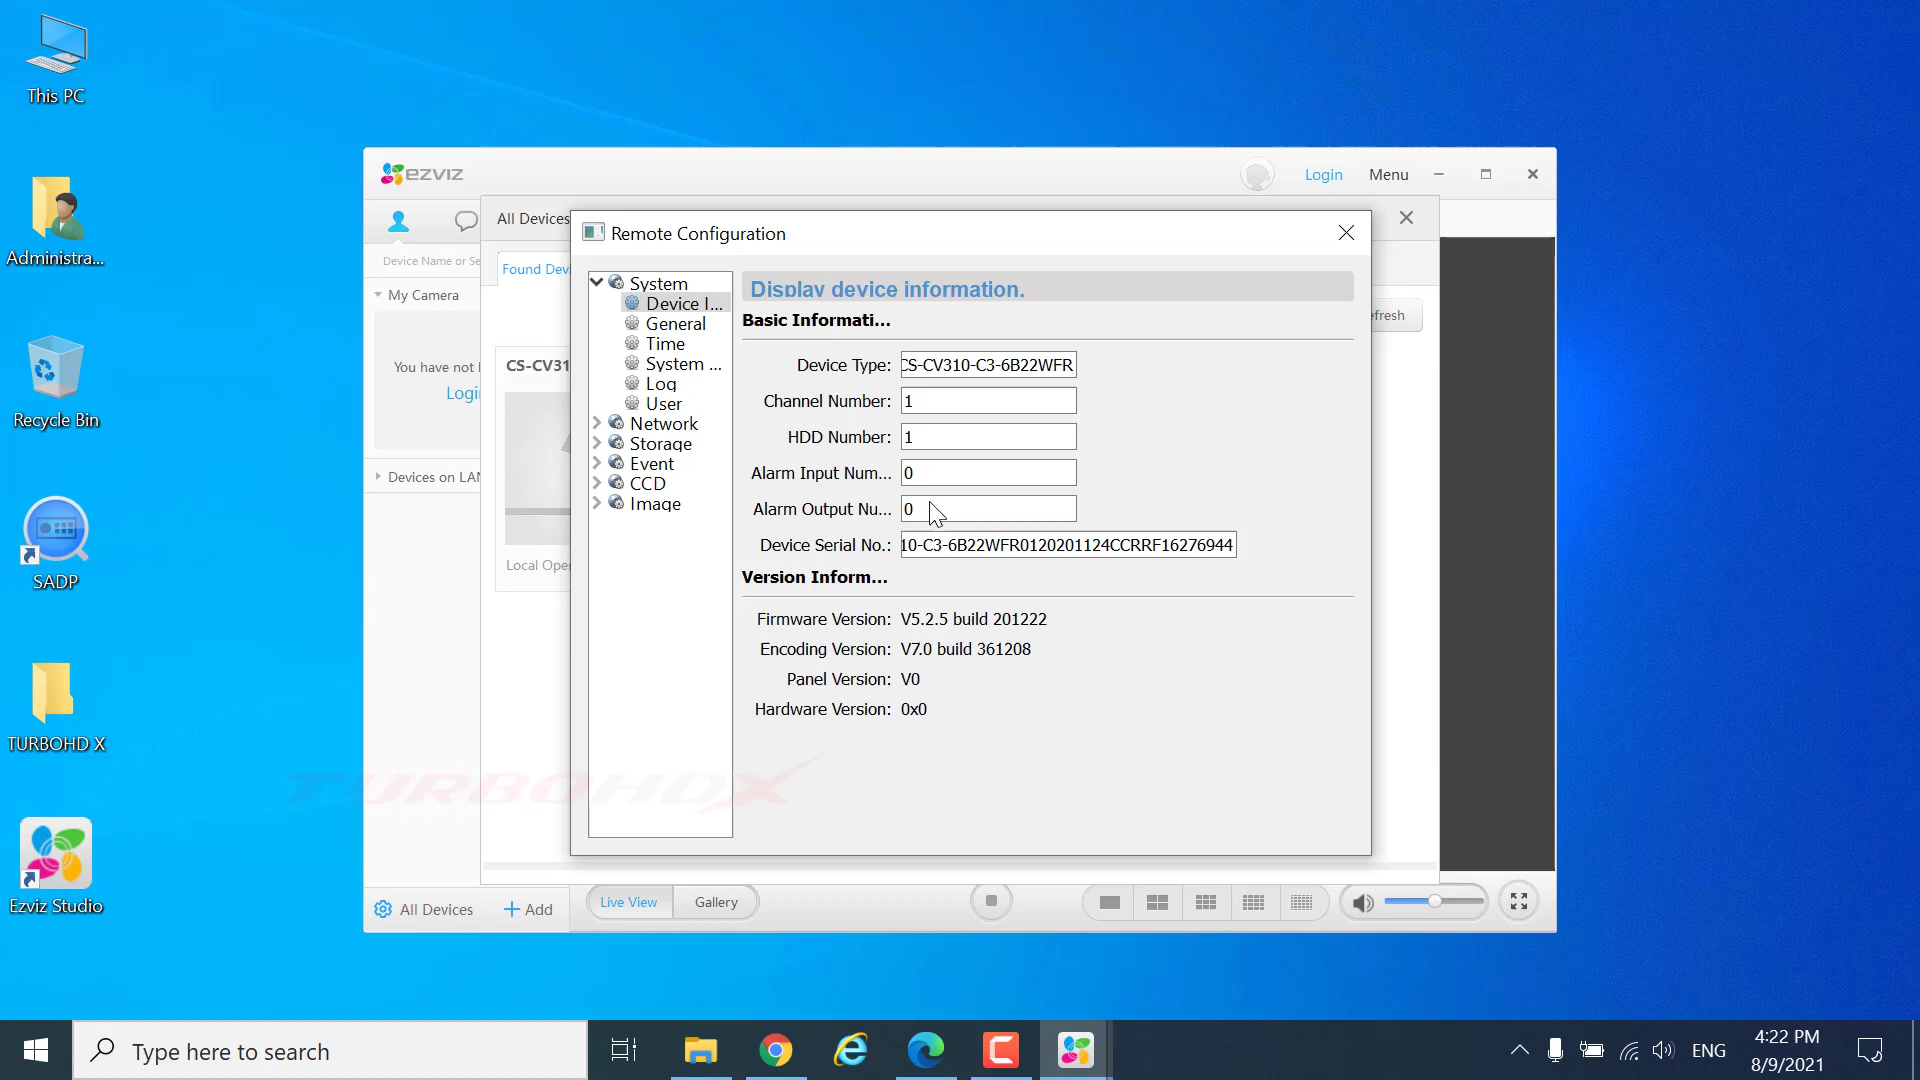 This PC
Administra...
Recycle Bin
SADP
TURBOHD X
Ezviz Studio
ezviz
Login
Menu
All Devices
Device Name or Se
Found Devi
My Camera
You have not l
Logi
Devices on LAN
efresh
CS-CV31
Local Oper
Remote Configuration
System
Device I...
General
Time
System ...
Log
User
Network
Storage
Event
CCD
Image
Display device information.
Basic Informati...
Device Type: CS-CV310-C3-6B22WFR
Channel Number: 1
HDD Number: 1
Alarm Input Num... 0
Alarm Output Nu... 0
Device Serial No.: 10-C3-6B22WFR0120201124CCRRF16276944
Version Inform...
Firmware Version: V5.2.5 build 201222
Encoding Version: V7.0 build 361208
Panel Version: V0
Hardware Version: 0x0
TURBOHDX
All Devices
Add
Live View
Gallery
Type here to search
ENG
4:22 PM
8/9/2021